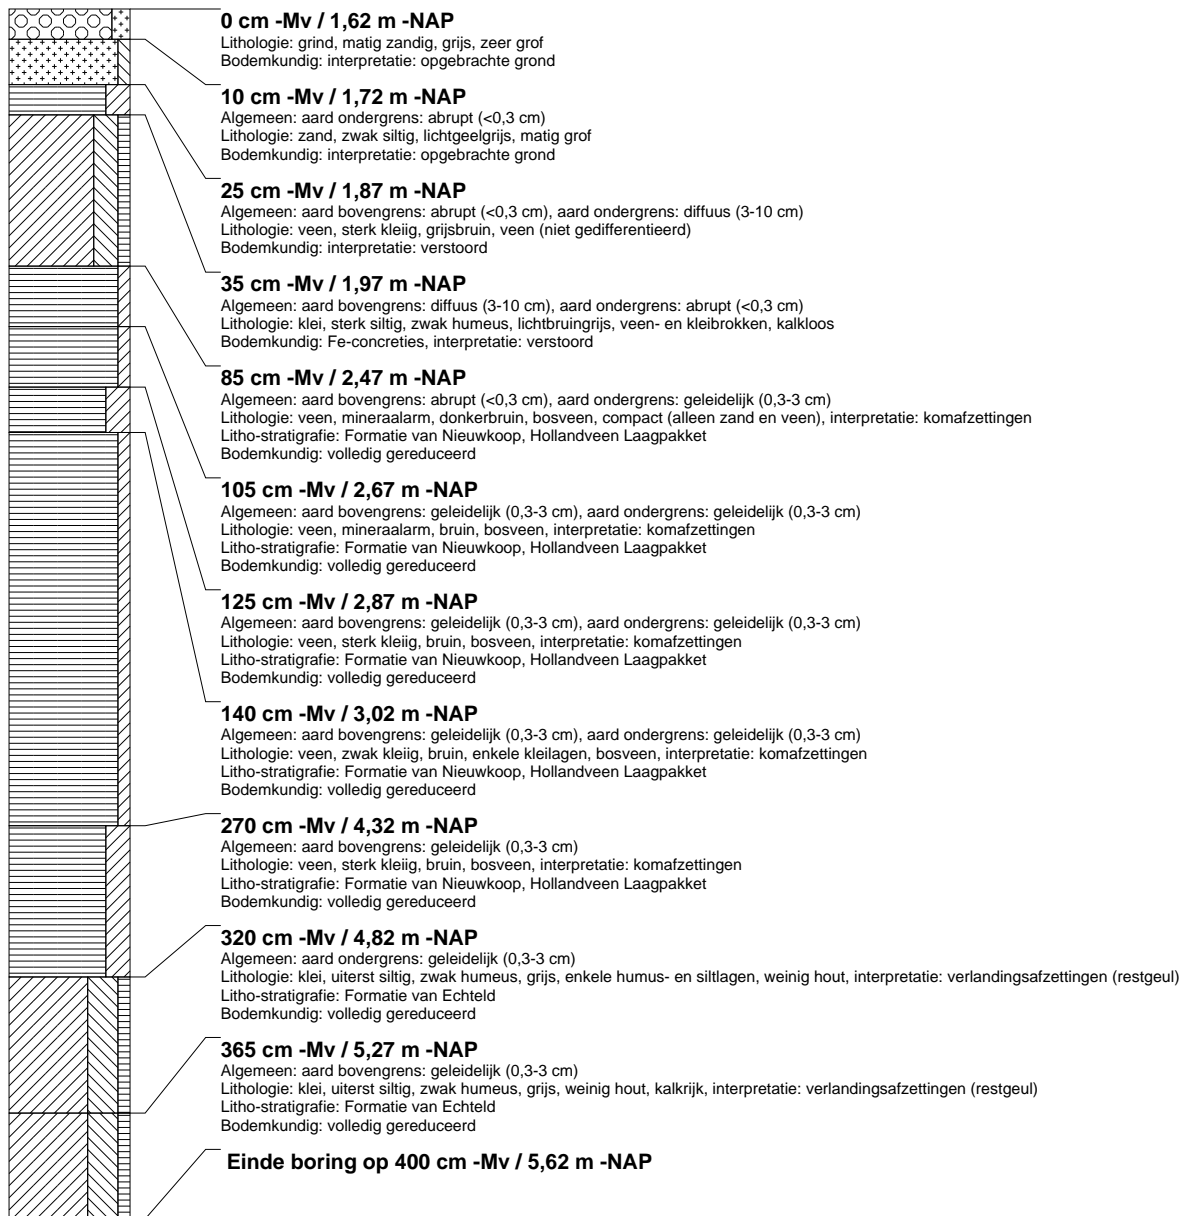 0 cm -Mv / 1,62 m -NAP
Lithologie: grind, matig zandig, grijs, zeer grof
Bodemkundig: interpretatie: opgebrachte grond
10 cm -Mv / 1,72 m -NAP
Algemeen: aard ondergrens: abrupt (<0,3 cm)
Lithologie: zand, zwak siltig, lichtgeelgrijs, matig grof
Bodemkundig: interpretatie: opgebrachte grond
25 cm -Mv / 1,87 m -NAP
Algemeen: aard bovengrens: abrupt (<0,3 cm), aard ondergrens: diffuus (3-10 cm)
Lithologie: veen, sterk kleiig, grijsbruin, veen (niet gedifferentieerd)
Bodemkundig: interpretatie: verstoord
35 cm -Mv / 1,97 m -NAP
Algemeen: aard bovengrens: diffuus (3-10 cm), aard ondergrens: abrupt (<0,3 cm)
Lithologie: klei, sterk siltig, zwak humeus, lichtbruingrijs, veen- en kleibrokken, kalkloos
Bodemkundig: Fe-concreties, interpretatie: verstoord
85 cm -Mv / 2,47 m -NAP
Algemeen: aard bovengrens: abrupt (<0,3 cm), aard ondergrens: geleidelijk (0,3-3 cm)
Lithologie: veen, mineraalarm, donkerbruin, bosveen, compact (alleen zand en veen), interpretatie: komafzettingen
Litho-stratigrafie: Formatie van Nieuwkoop, Hollandveen Laagpakket
Bodemkundig: volledig gereduceerd
105 cm -Mv / 2,67 m -NAP
Algemeen: aard bovengrens: geleidelijk (0,3-3 cm), aard ondergrens: geleidelijk (0,3-3 cm)
Lithologie: veen, mineraalarm, bruin, bosveen, interpretatie: komafzettingen
Litho-stratigrafie: Formatie van Nieuwkoop, Hollandveen Laagpakket
Bodemkundig: volledig gereduceerd
125 cm -Mv / 2,87 m -NAP
Algemeen: aard bovengrens: geleidelijk (0,3-3 cm), aard ondergrens: geleidelijk (0,3-3 cm)
Lithologie: veen, sterk kleiig, bruin, bosveen, interpretatie: komafzettingen
Litho-stratigrafie: Formatie van Nieuwkoop, Hollandveen Laagpakket
Bodemkundig: volledig gereduceerd
140 cm -Mv / 3,02 m -NAP
Algemeen: aard bovengrens: geleidelijk (0,3-3 cm), aard ondergrens: geleidelijk (0,3-3 cm)
Lithologie: veen, zwak kleiig, bruin, enkele kleilagen, bosveen, interpretatie: komafzettingen
Litho-stratigrafie: Formatie van Nieuwkoop, Hollandveen Laagpakket
Bodemkundig: volledig gereduceerd
270 cm -Mv / 4,32 m -NAP
Algemeen: aard bovengrens: geleidelijk (0,3-3 cm)
Lithologie: veen, sterk kleiig, bruin, bosveen, interpretatie: komafzettingen
Litho-stratigrafie: Formatie van Nieuwkoop, Hollandveen Laagpakket
Bodemkundig: volledig gereduceerd
320 cm -Mv / 4,82 m -NAP
Algemeen: aard ondergrens: geleidelijk (0,3-3 cm)
Lithologie: klei, uiterst siltig, zwak humeus, grijs, enkele humus- en siltlagen, weinig hout, interpretatie: verlandingsafzettingen (restgeul)
Litho-stratigrafie: Formatie van Echteld
Bodemkundig: volledig gereduceerd
365 cm -Mv / 5,27 m -NAP
Algemeen: aard bovengrens: geleidelijk (0,3-3 cm)
Lithologie: klei, uiterst siltig, zwak humeus, grijs, weinig hout, kalkrijk, interpretatie: verlandingsafzettingen (restgeul)
Litho-stratigrafie: Formatie van Echteld
Bodemkundig: volledig gereduceerd
Einde boring op 400 cm -Mv / 5,62 m -NAP